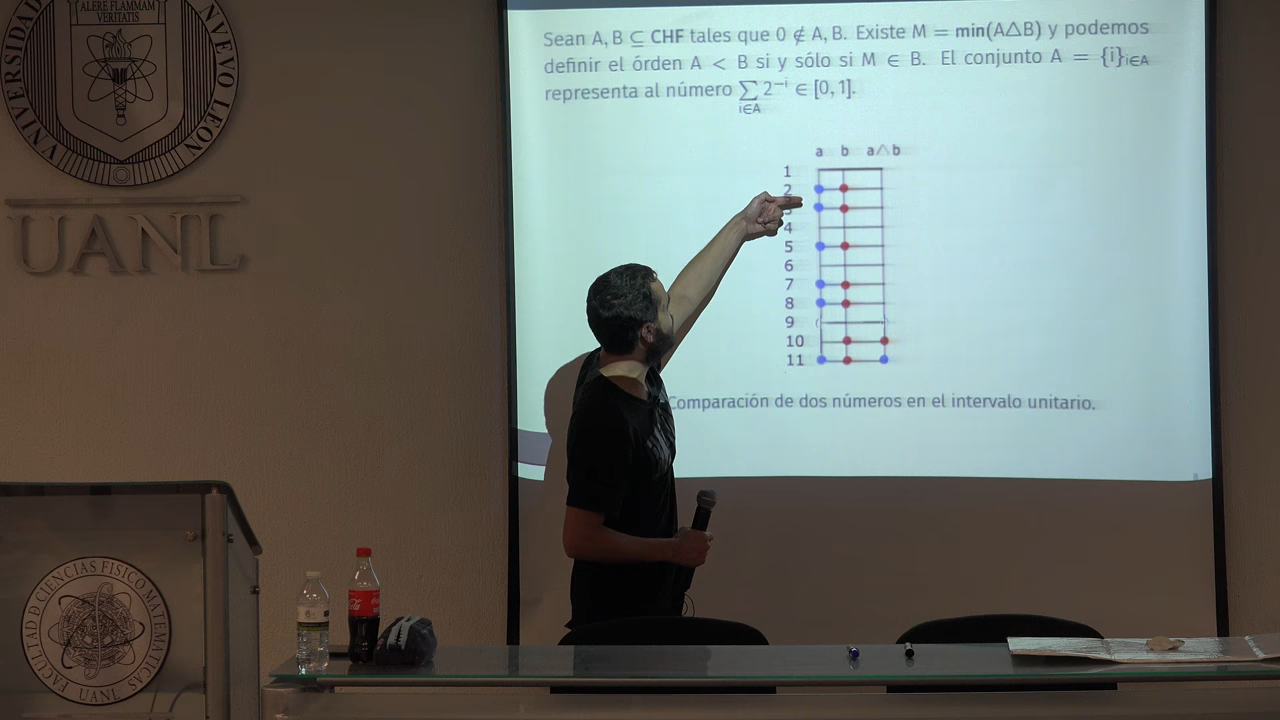 ALERE FLAMMAM
VERITATIS
UNIVERSIDAD
NUEVO LEÓN
UANL
Sean A, B ⊆ CHF tales que 0 ∉ A, B. Existe M = min(A△B) y podemos
definir el órden A < B si y sólo si M ∈ B. El conjunto A = {i}i∈A
representa al número ∑ 2⁻ⁱ ∈ [0, 1].
i∈A
a b a△b
1
2
3
4
5
6
7
8
9
10
11
Comparación de dos números en el intervalo unitario.
FACULTAD D CIENCIAS FISICO MATEMATICAS
UANL